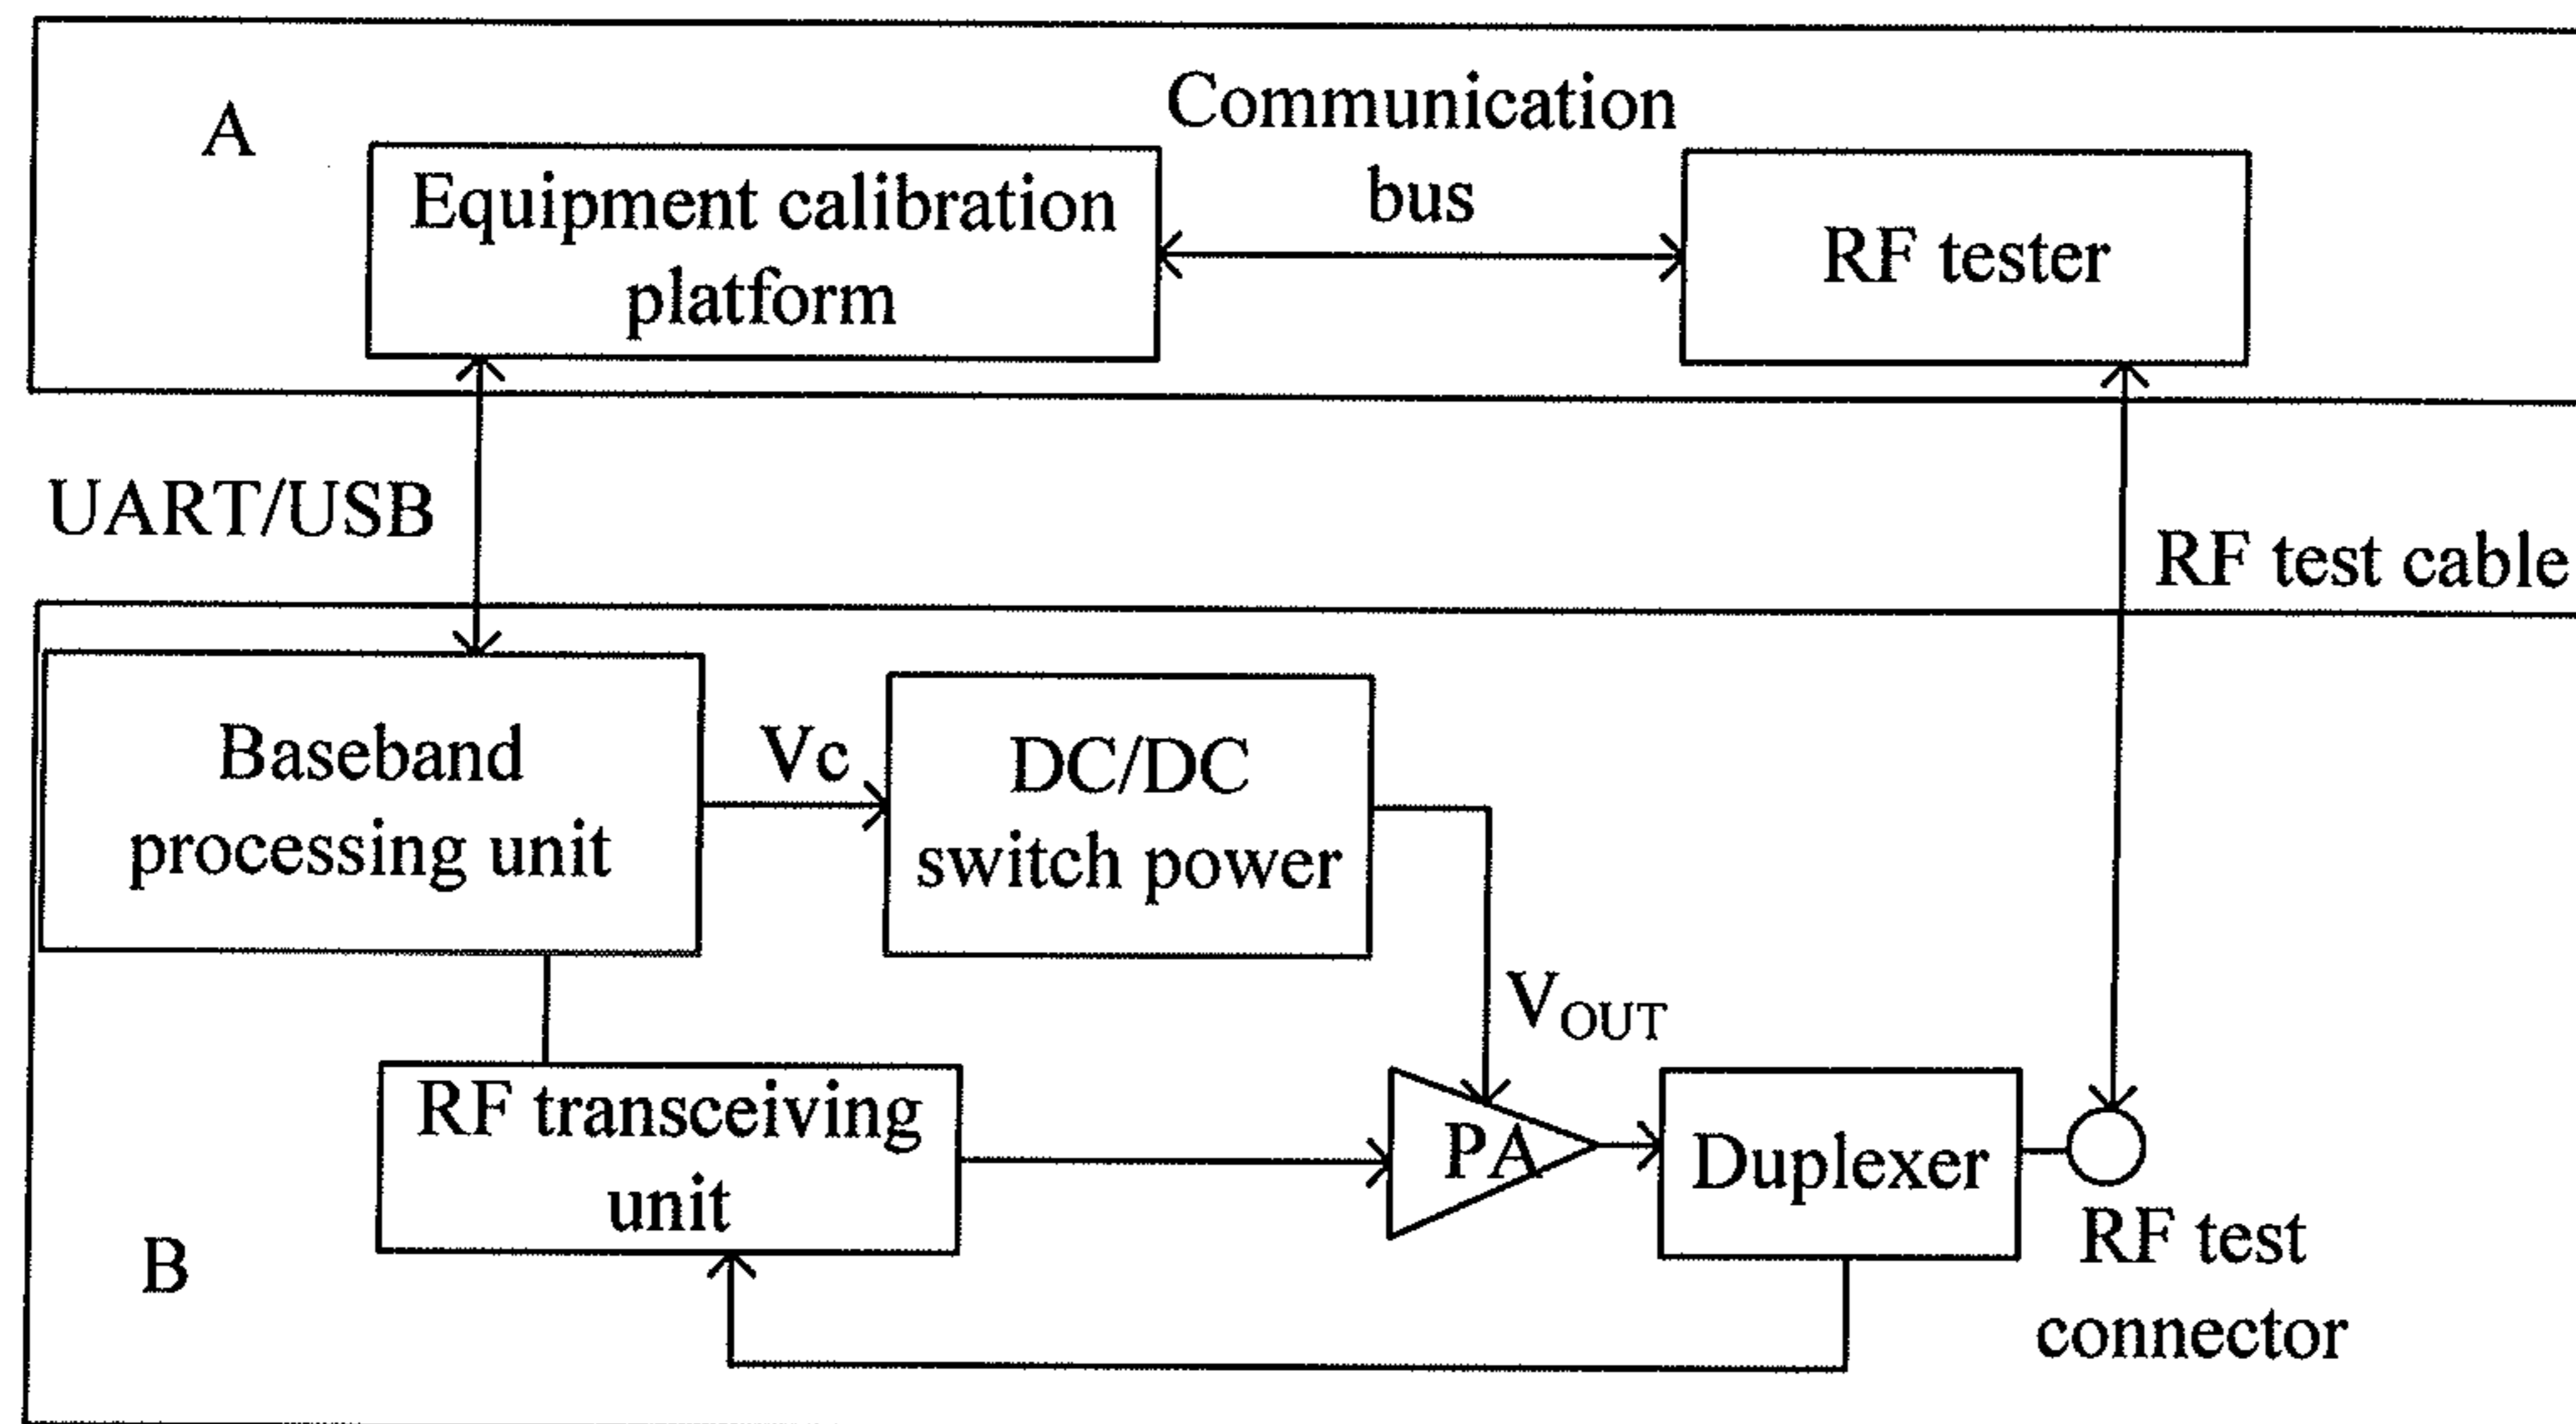 A
Communication
bus
Equipment calibration
platform
RF tester
UART/USB
RF test cable
Baseband
processing unit
Vc
DC/DC
switch power
VOUT
RF transceiving
unit
PA
Duplexer
B
RF test
connector